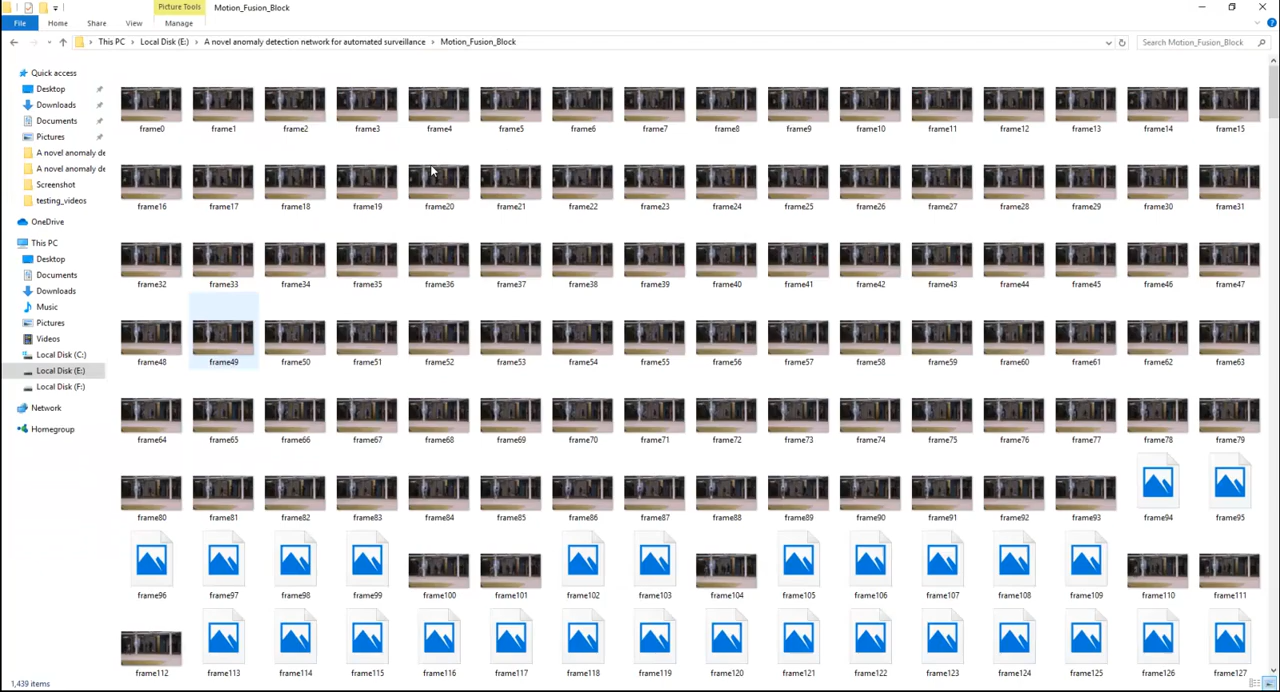 Picture Tools
Motion_Fusion_Block
File
Home
Share
View
Manage
This PC > Local Disk (E:) > A novel anomaly detection network for automated surveillance > Motion_Fusion_Block
Search Motion_Fusion_Block
Quick access
Desktop
Downloads
Documents
Pictures
A novel anomaly de
A novel anomaly de
Screenshot
testing_videos
OneDrive
This PC
Desktop
Documents
Downloads
Music
Pictures
Videos
Local Disk (C:)
Local Disk (E:)
Local Disk (F:)
Network
Homegroup
frame0 frame1 frame2 frame3 frame4 frame5 frame6 frame7 frame8 frame9 frame10 frame11 frame12 frame13 frame14 frame15
frame16 frame17 frame18 frame19 frame20 frame21 frame22 frame23 frame24 frame25 frame26 frame27 frame28 frame29 frame30 frame31
frame32 frame33 frame34 frame35 frame36 frame37 frame38 frame39 frame40 frame41 frame42 frame43 frame44 frame45 frame46 frame47
frame48 frame49 frame50 frame51 frame52 frame53 frame54 frame55 frame56 frame57 frame58 frame59 frame60 frame61 frame62 frame63
frame64 frame65 frame66 frame67 frame68 frame69 frame70 frame71 frame72 frame73 frame74 frame75 frame76 frame77 frame78 frame79
frame80 frame81 frame82 frame83 frame84 frame85 frame86 frame87 frame88 frame89 frame90 frame91 frame92 frame93 frame94 frame95
frame96 frame97 frame98 frame99 frame100 frame101 frame102 frame103 frame104 frame105 frame106 frame107 frame108 frame109 frame110 frame111
frame112 frame113 frame114 frame115 frame116 frame117 frame118 frame119 frame120 frame121 frame122 frame123 frame124 frame125 frame126 frame127
1,439 items